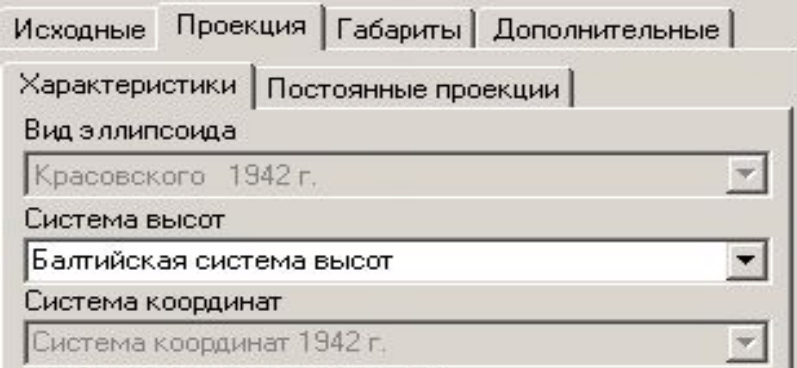 Исходные Проекция Габариты Дополнительные
Характеристики Постоянные проекции
Вид эллипсоида
Красовского 1942 г.
Система высот
Балтийская система высот
Система координат
Система координат 1942 г.